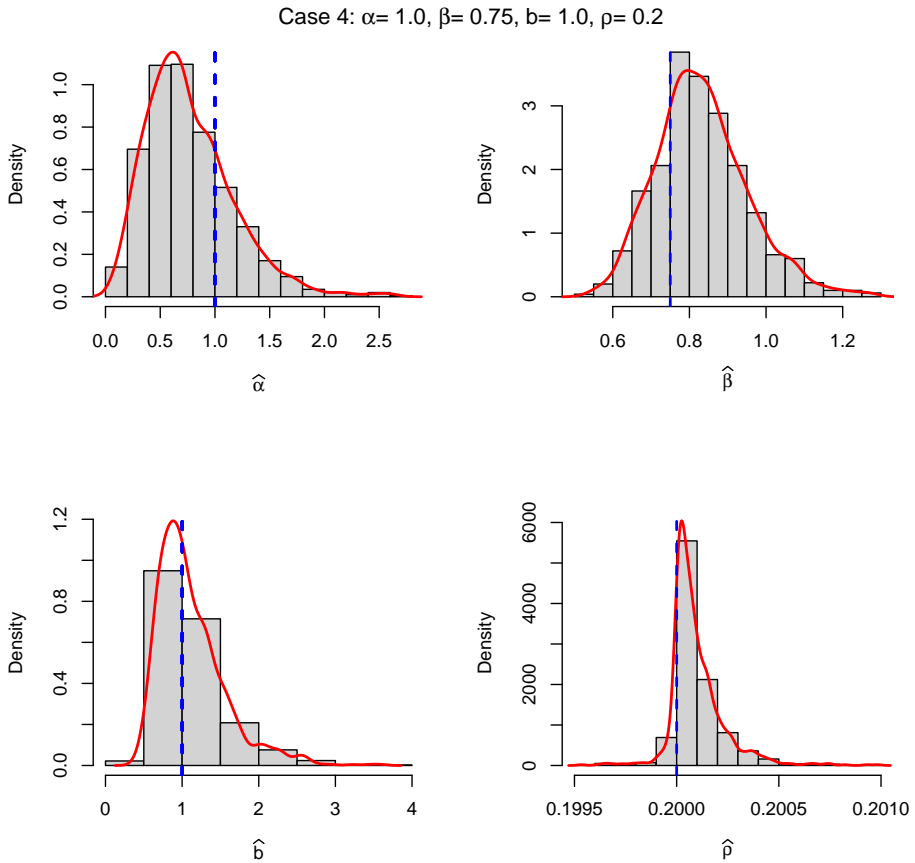 Case 4: α= 1.0, β= 0.75, b= 1.0, ρ= 0.2
Density
0.0 0.2 0.4 0.6 0.8 1.0
0.0 0.5 1.0 1.5 2.0 2.5
α̂
Density
0 1 2 3
0.6 0.8 1.0 1.2
β̂
Density
0.0 0.4 0.8 1.2
0 1 2 3 4
b̂
Density
0 2000 4000 6000
0.1995 0.2000 0.2005 0.2010
ρ̂